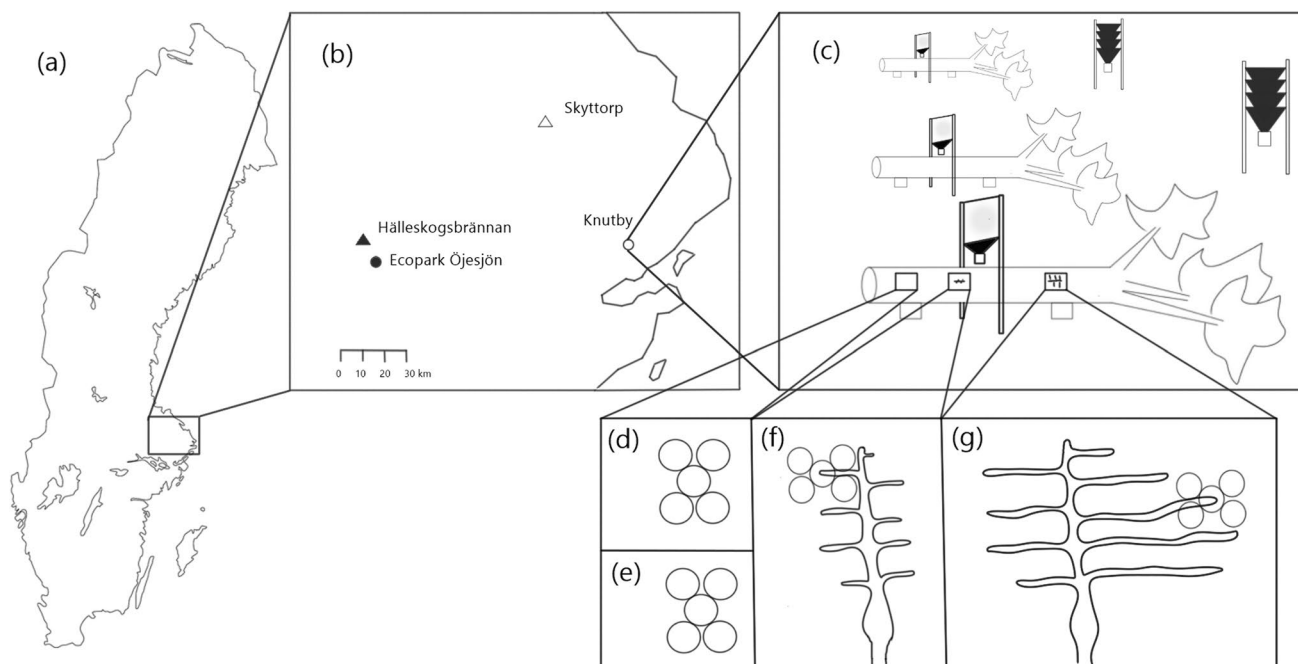 (a)
(b)
Skyttorp
Hälleskogsbrännan
Ecopark Öjesjön
Knutby
0 10 20 30 km
(c)
(d)
(e)
(f)
(g)